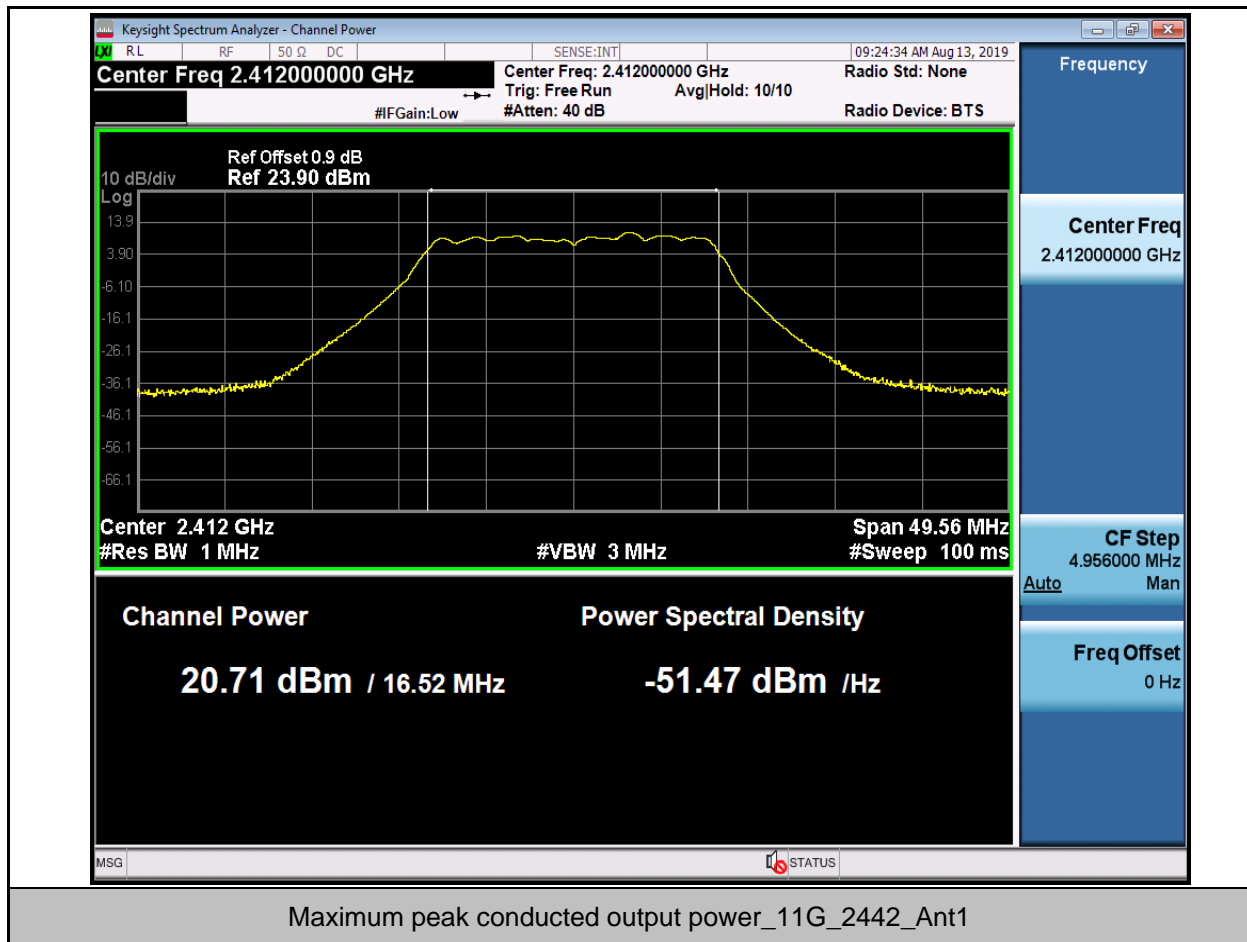 Keysight Spectrum Analyzer - Channel Power
LXI RL RF 50 Ω DC SENSE:INT 09:24:34 AM Aug 13, 2019
Center Freq 2.412000000 GHz
#IFGain:Low
Center Freq: 2.412000000 GHz
Trig: Free Run Avg|Hold: 10/10
#Atten: 40 dB
Radio Std: None
Radio Device: BTS
Frequency
Ref Offset 0.9 dB
10 dB/div Ref 23.90 dBm
Log
13.9
3.90
-6.10
-16.1
-26.1
-36.1
-46.1
-56.1
-66.1
Center 2.412 GHz Span 49.56 MHz
#Res BW 1 MHz #VBW 3 MHz #Sweep 100 ms
Center Freq
2.412000000 GHz
CF Step
4.956000 MHz
Auto Man
Freq Offset
0 Hz
Channel Power Power Spectral Density
20.71 dBm / 16.52 MHz -51.47 dBm /Hz
MSG STATUS
Maximum peak conducted output power_11G_2442_Ant1